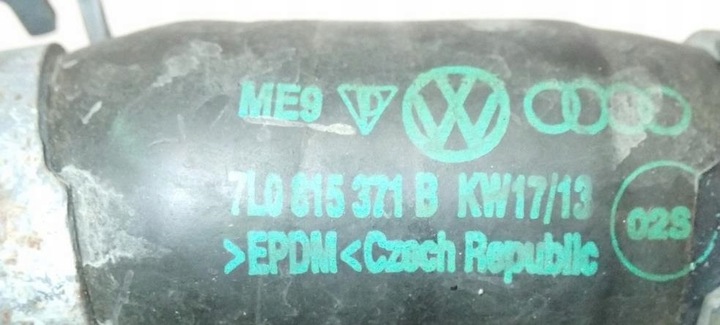 ME9
7L0 815 371 B KW17/13
02S
>EPDM<Czech Republic